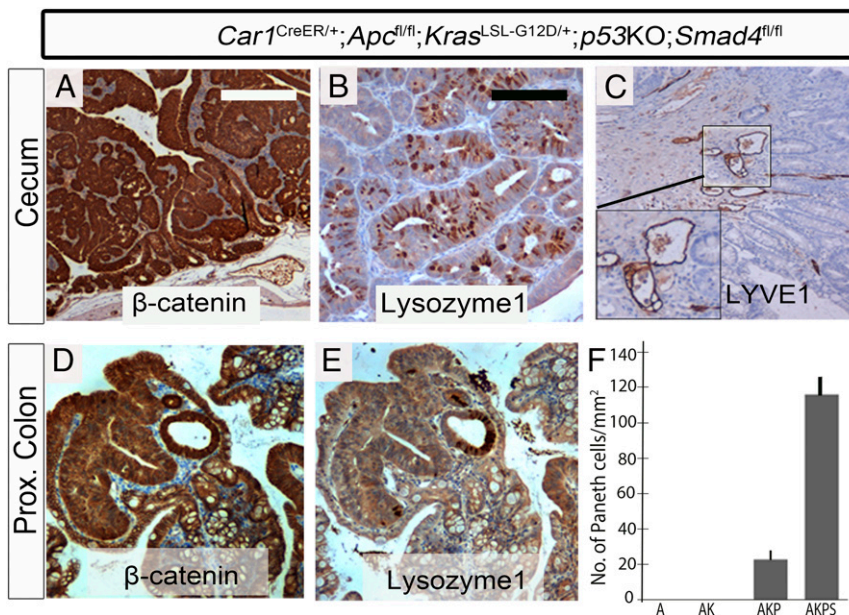 Car1CreER/+;Apcfl/fl;KrasLSL-G12D/+;p53KO;Smad4fl/fl
Cecum
A
β-catenin
B
Lysozyme1
C
LYVE1
Prox. Colon
D
β-catenin
E
Lysozyme1
F
No. of Paneth cells/mm²
140
120
100
80
60
40
20
0
A AK AKP AKPS